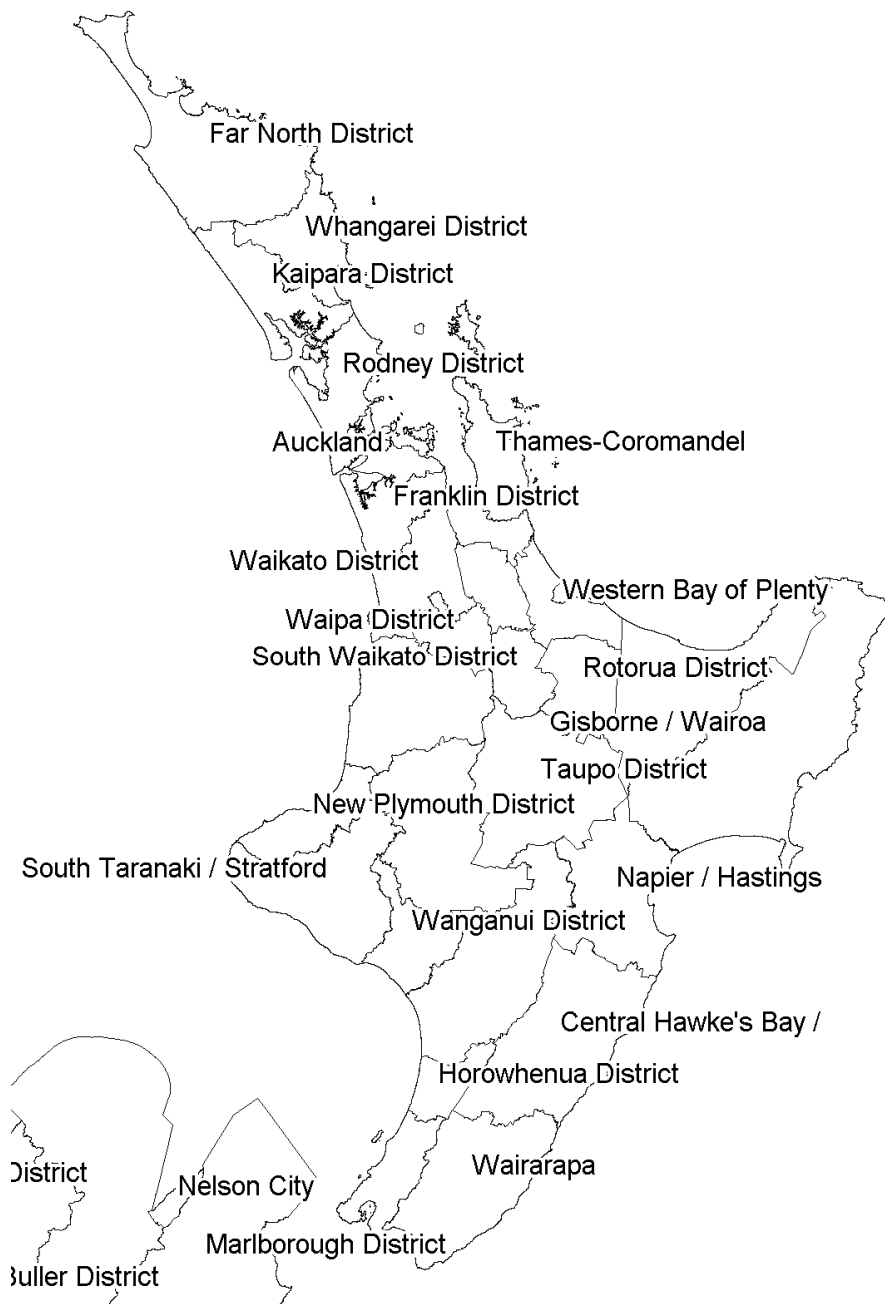 Far North District
Whangarei District
Kaipara District
Rodney District
Auckland
Thames-Coromandel
Franklin District
Waikato District
Western Bay of Plenty
Waipa District
South Waikato District
Rotorua District
Gisborne / Wairoa
Taupo District
New Plymouth District
South Taranaki / Stratford
Napier / Hastings
Wanganui District
Central Hawke's Bay /
Horowhenua District
Wairarapa
District
Nelson City
Marlborough District
Buller District